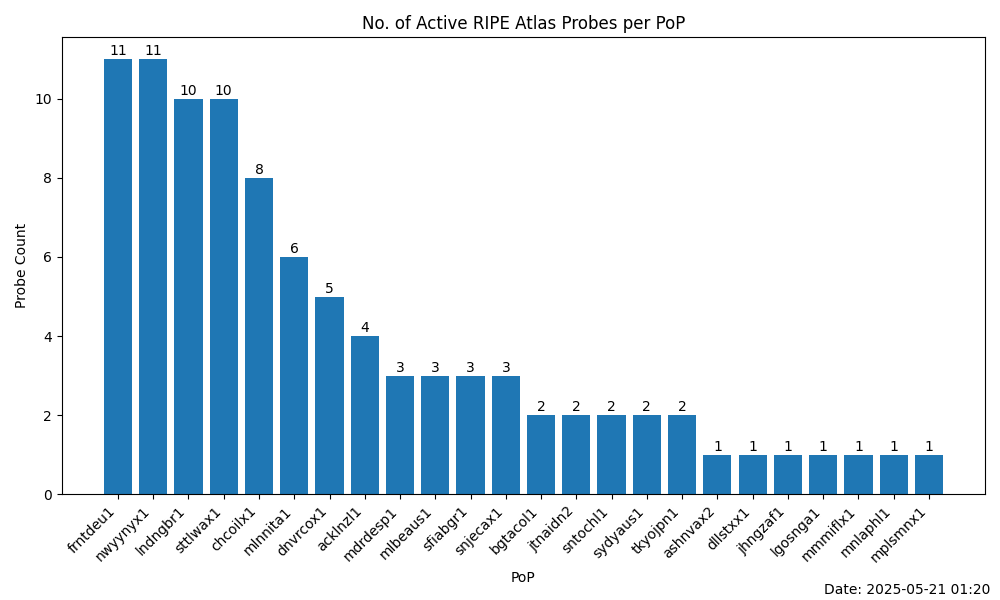 No. of Active RIPE Atlas Probes per PoP
11
11
10
10
8
6
5
4
3
3
3
3
2
2
2
2
2
1
1
1
1
1
1
1
10
8
6
4
2
0
Probe Count
frntdeu1
nwyynyx1
lndngbr1
sttlwax1
chcoilx1
mlnnita1
dnvrcox1
acklnzl1
mdrdesp1
mlbeaus1
sfiabgr1
snjecax1
bgtacol1
jtnaidn2
sntochl1
sydyaus1
tkyojpn1
ashnvax2
dllstxx1
jhngzaf1
lgosnga1
mmmiflx1
mnlaphl1
mplsmnx1
PoP
Date: 2025-05-21 01:20